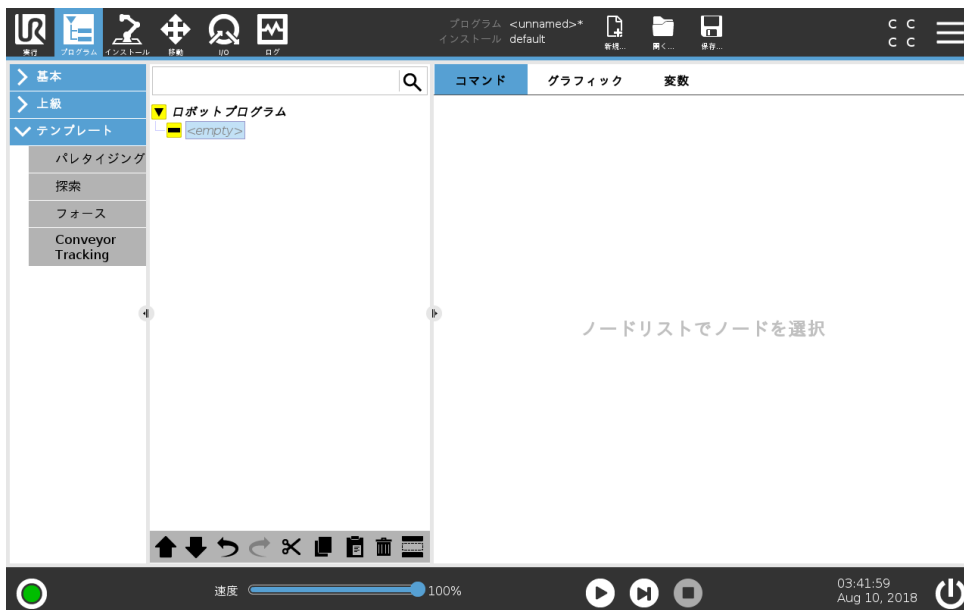 プログラム <unnamed>*
インストール default
実行
プログラム
インストール
移動
I/O
ログ
新規...
開く...
保存...
C C
C C
基本
上級
テンプレート
パレタイジング
探索
フォース
Conveyor
Tracking
ロボットプログラム
<empty>
コマンド グラフィック 変数
ノードリストでノードを選択
速度 100%
03:41:59
Aug 10, 2018